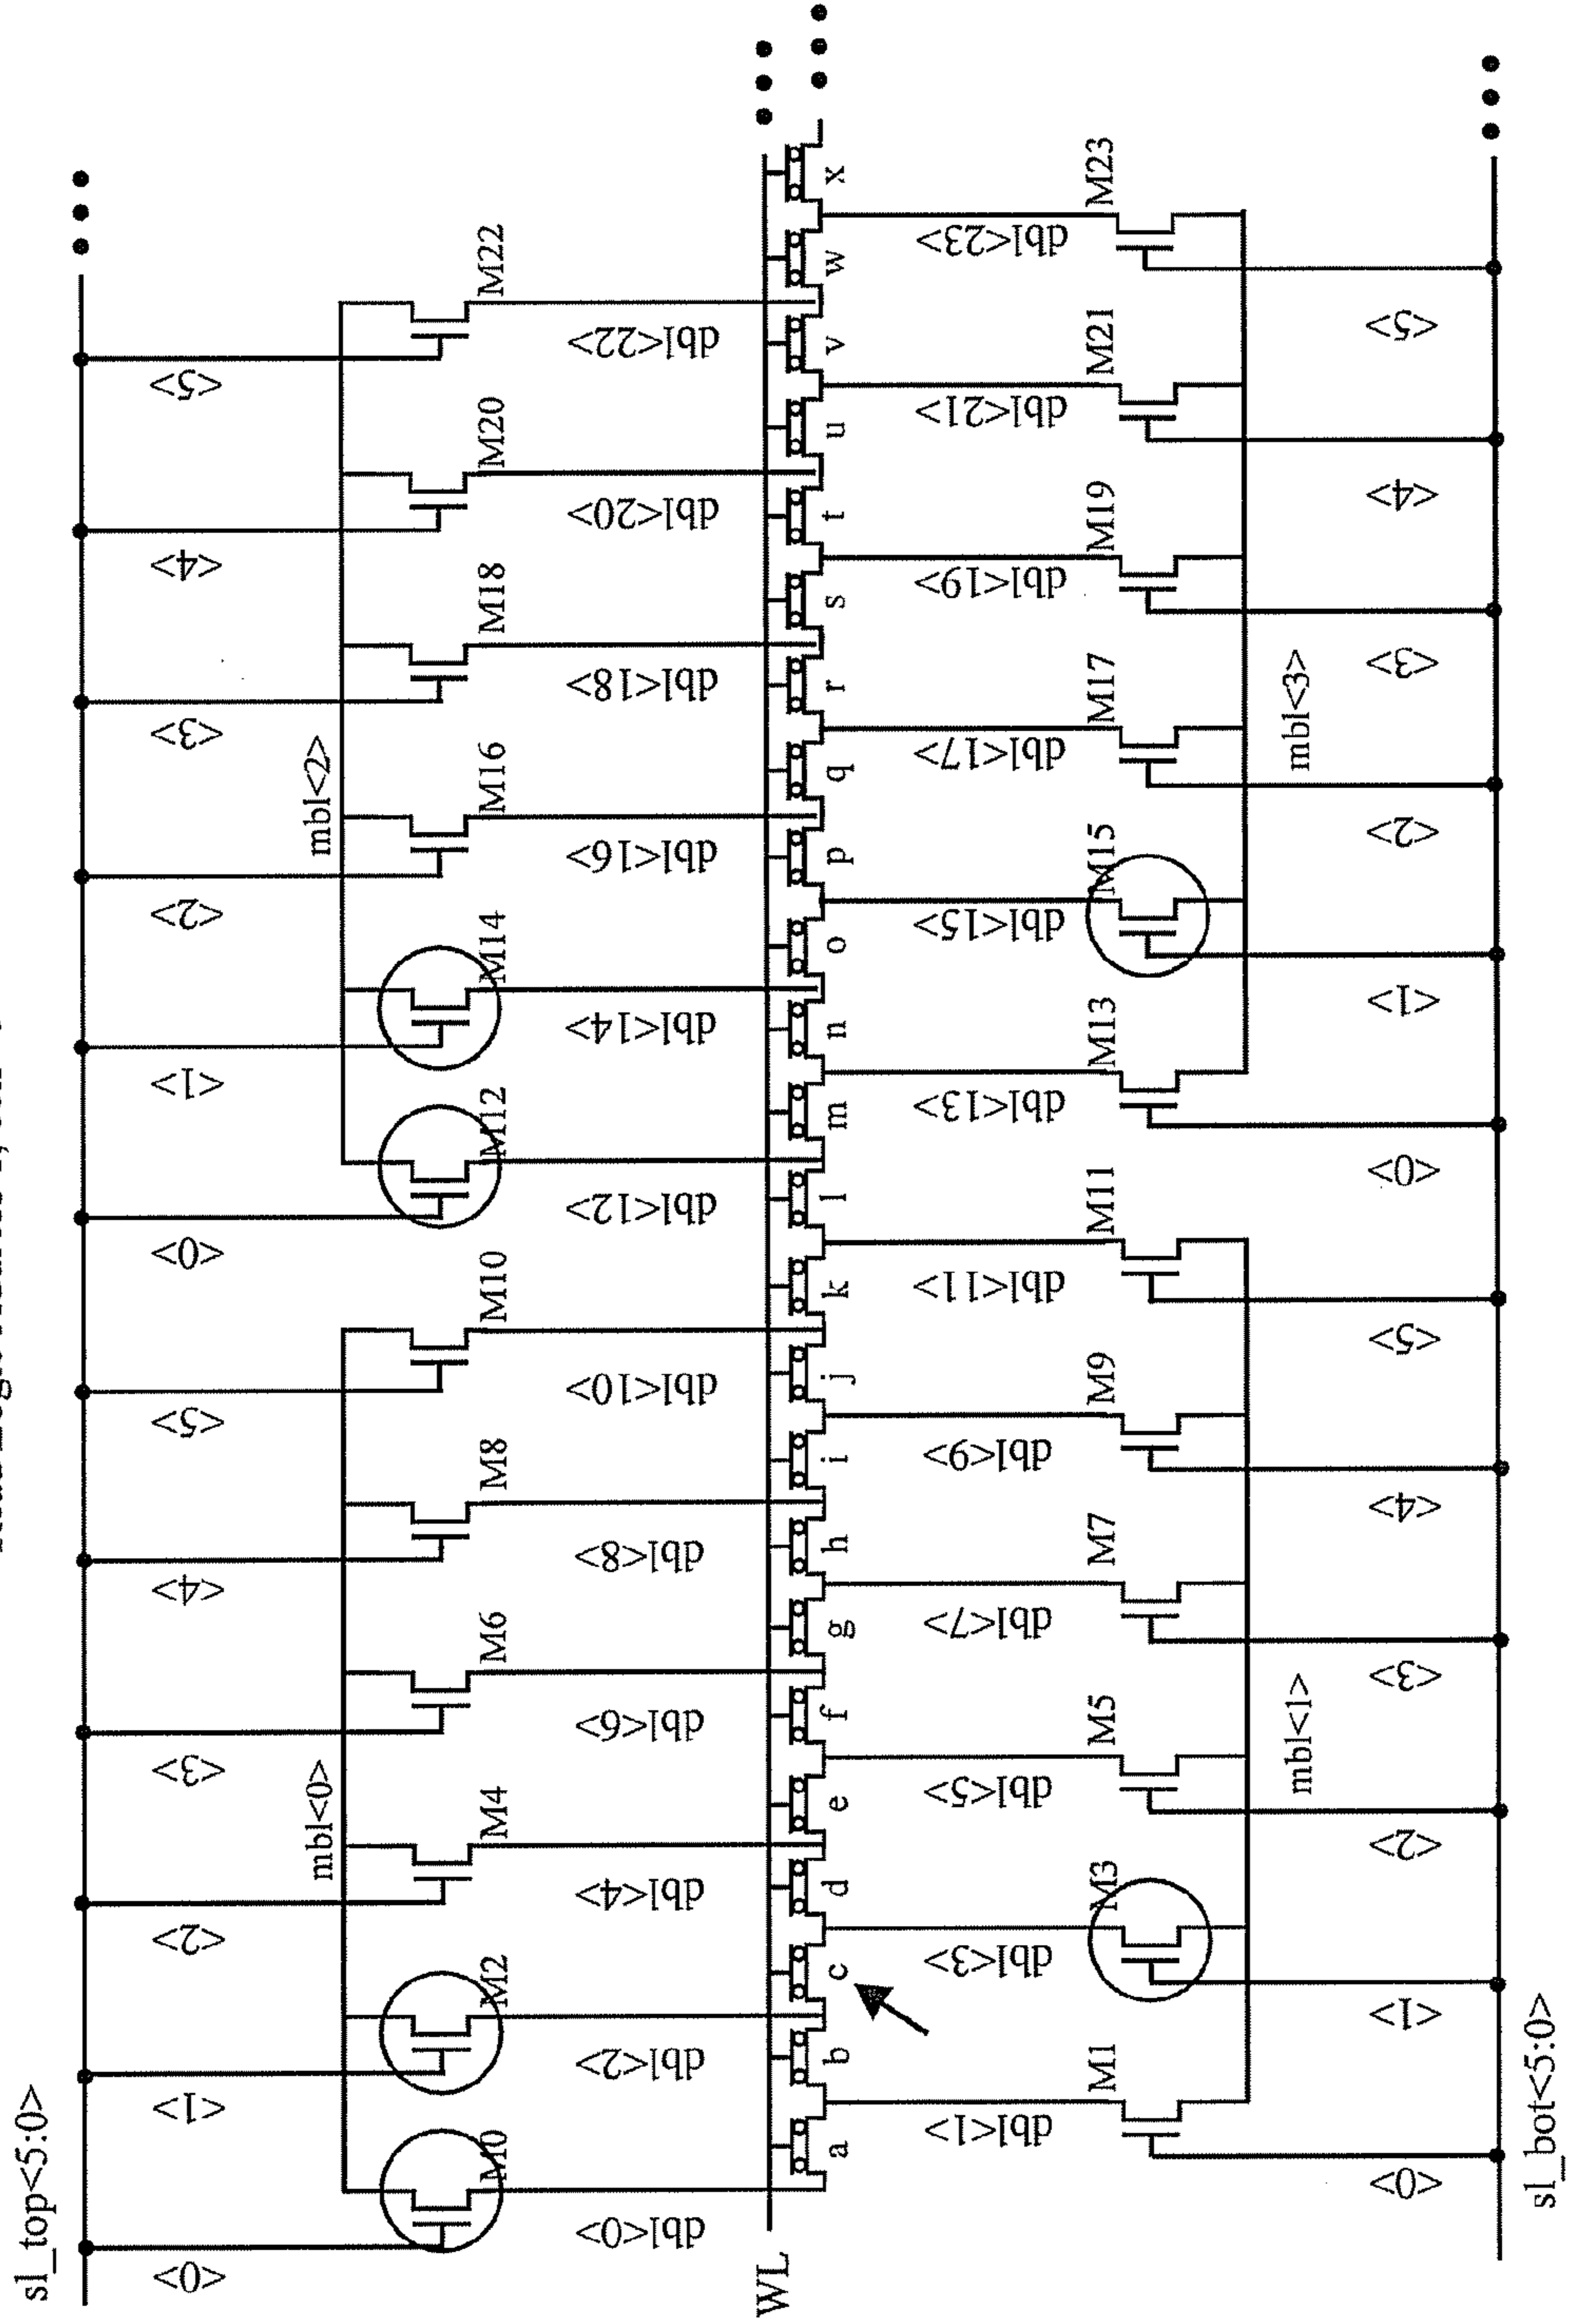 sl_top<5:0>
<0>
<1>
<2>
<3>
<4>
<5>
<0>
<1>
<2>
<3>
<4>
<5>
mbl<0>
mbl<2>
M0
M2
M4
M6
M8
M10
M12
M14
M16
M18
M20
M22
dbl<0>
dbl<2>
dbl<4>
dbl<6>
dbl<8>
dbl<10>
dbl<12>
dbl<14>
dbl<16>
dbl<18>
dbl<20>
dbl<22>
WL
a
b
c
d
e
f
g
h
i
j
k
l
m
n
o
p
q
r
s
t
u
v
w
x
dbl<1>
dbl<3>
dbl<5>
dbl<7>
dbl<9>
dbl<11>
dbl<13>
dbl<15>
dbl<17>
dbl<19>
dbl<21>
dbl<23>
M1
M3
M5
M7
M9
M11
M13
M15
M17
M19
M21
M23
mbl<1>
mbl<3>
<0>
<1>
<2>
<3>
<4>
<5>
<0>
<1>
<2>
<3>
<4>
<5>
sl_bot<5:0>